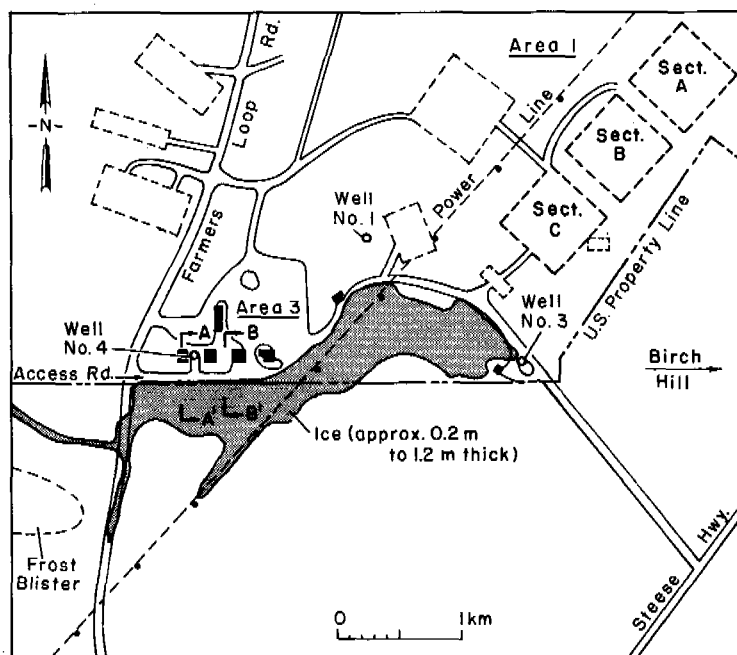 Rd.
Loop
Farmers
-N-
Area 1
Line
Power
Sect.
A
Sect.
B
Sect.
C
Well
No. 1
U.S. Property Line
Area 3
A
B
Well
No. 4
Well
No. 3
Access Rd.
Birch
Hill
A'
B'
Ice (approx. 0.2 m
to 1.2 m thick)
Frost
Blister
0
1 km
Steese
Hwy.